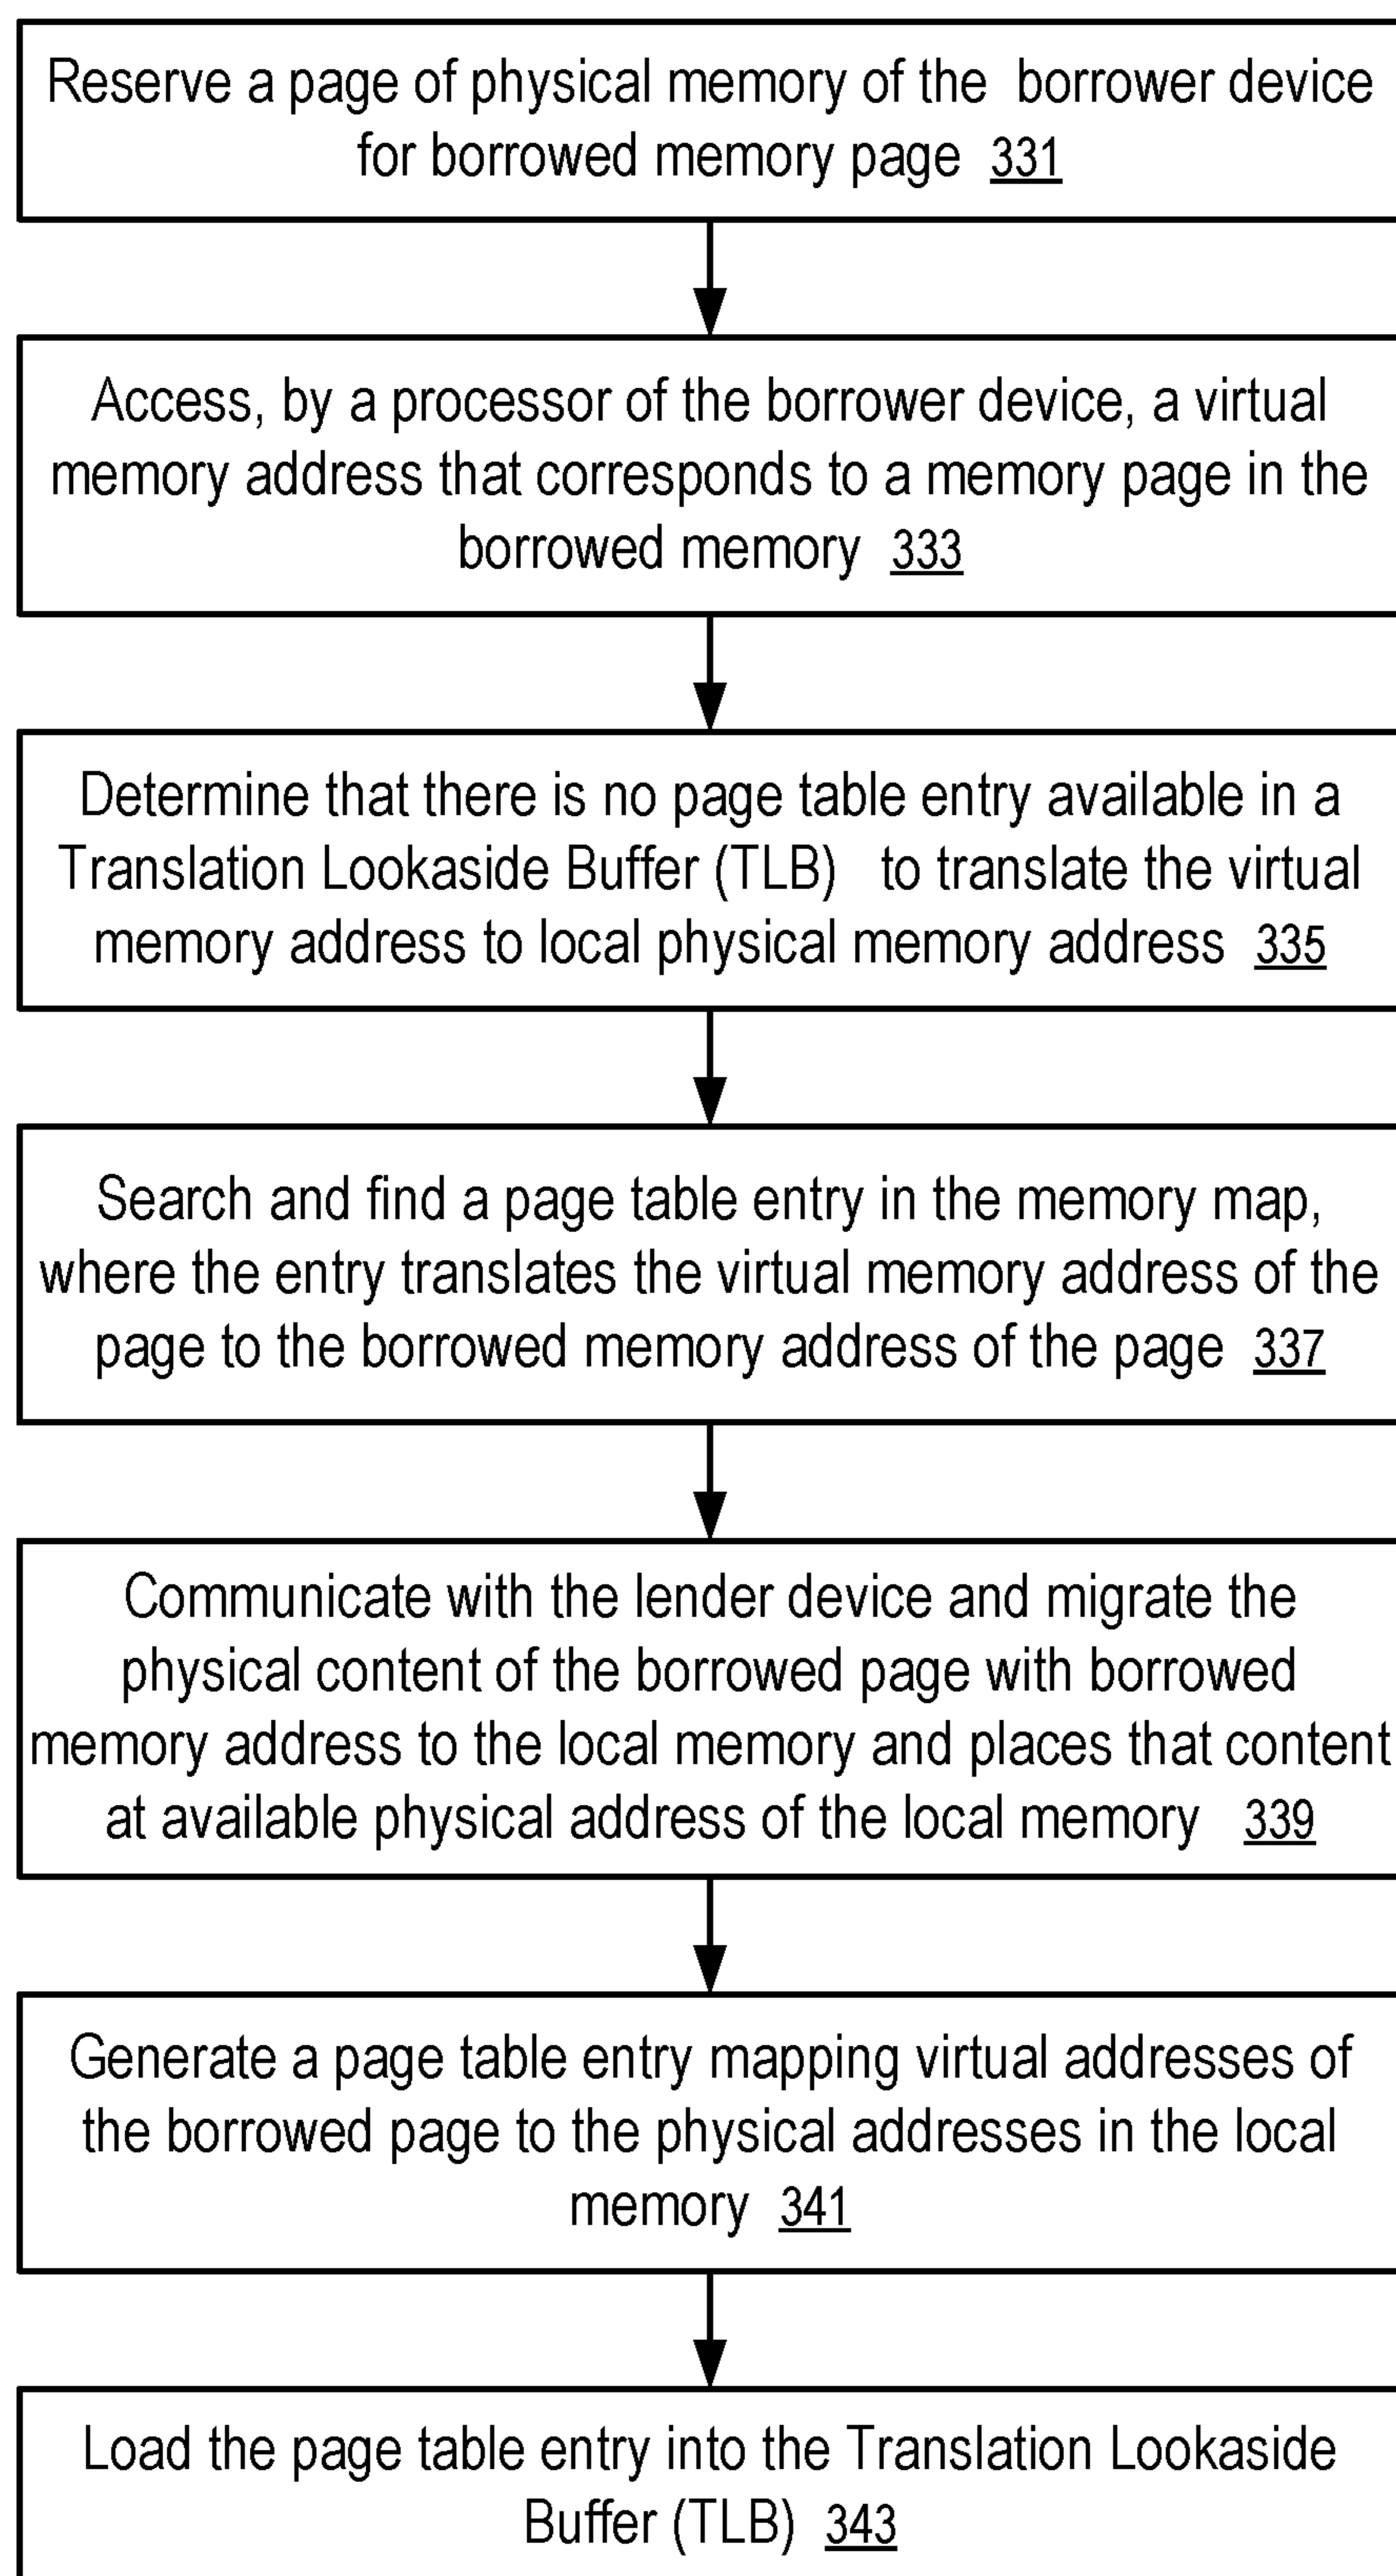 Reserve a page of physical memory of the borrower device
for borrowed memory page 331
Access, by a processor of the borrower device, a virtual
memory address that corresponds to a memory page in the
borrowed memory 333
Determine that there is no page table entry available in a
Translation Lookaside Buffer (TLB) to translate the virtual
memory address to local physical memory address 335
Search and find a page table entry in the memory map,
where the entry translates the virtual memory address of the
page to the borrowed memory address of the page 337
Communicate with the lender device and migrate the
physical content of the borrowed page with borrowed
memory address to the local memory and places that content
at available physical address of the local memory 339
Generate a page table entry mapping virtual addresses of
the borrowed page to the physical addresses in the local
memory 341
Load the page table entry into the Translation Lookaside
Buffer (TLB) 343